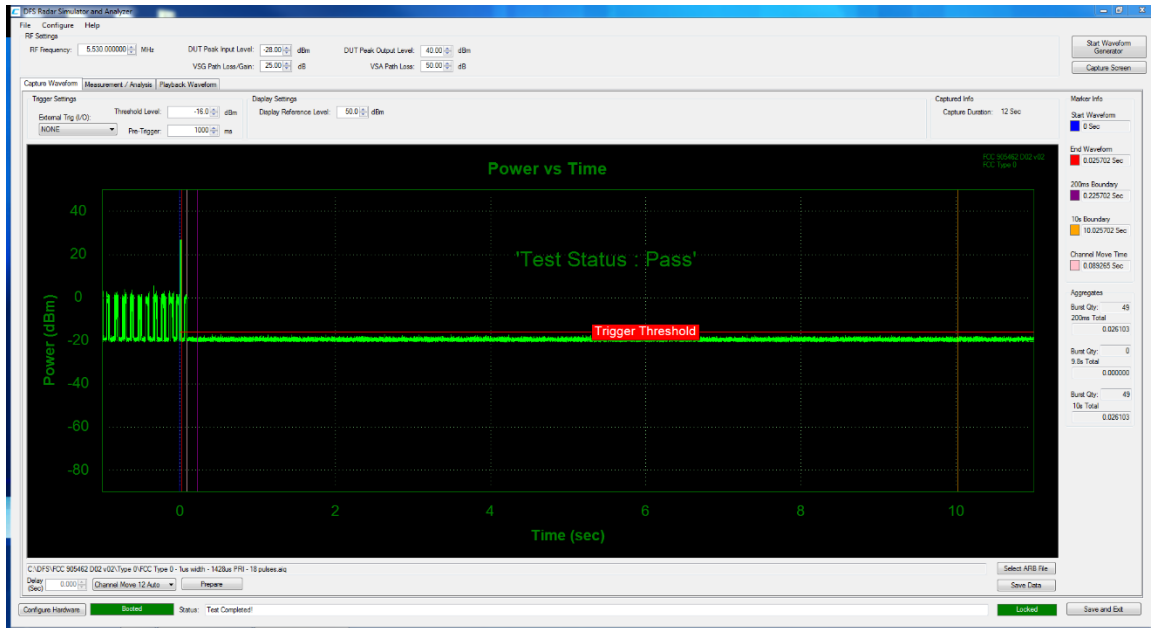 DFS Radar Simulator and Analyzer
File Configure Help
RF Settings
RF Frequency: 5,530.000000 MHz DUT Peak Input Level: -28.00 dBm DUT Peak Output Level: 40.00 dBm
VSG Path Loss/Gain: 25.00 dB VSA Path Loss: 50.00 dB
Start Waveform Generator
Capture Screen
Capture Waveform Measurement / Analysis Playback Waveform
Trigger Settings
External Trig (I/O): NONE
Threshold Level: -16.0 dBm
Pre-Trigger: 1000 ms
Display Settings
Display Reference Level: 50.0 dBm
Captured Info
Capture Duration: 12 Sec
Marker Info
Start Waveform
0 Sec
End Waveform
0.025702 Sec
200ms Boundary
0.225702 Sec
10s Boundary
10.025702 Sec
Channel Move Time
0.089265 Sec
Aggregates
Burst Qty: 49
200ms Total
0.026103
Burst Qty: 0
9.8s Total
0.000000
Burst Qty: 49
10s Total
0.026103
Power vs Time
FCC 905462 D02 v02
FCC Type 0
'Test Status : Pass'
Trigger Threshold
Power (dBm)
40
20
0
-20
-40
-60
-80
0 2 4 6 8 10
Time (sec)
C:\DFS\FCC 905462 D02 v02\Type 0\FCC Type 0 - 1us width - 1428us PRI - 18 pulses.aiq
Select ARB File
Delay (Sec) 0.000 Channel Move 12 Auto Prepare
Save Data
Configure Hardware Booted Status: Test Completed! Locked Save and Exit